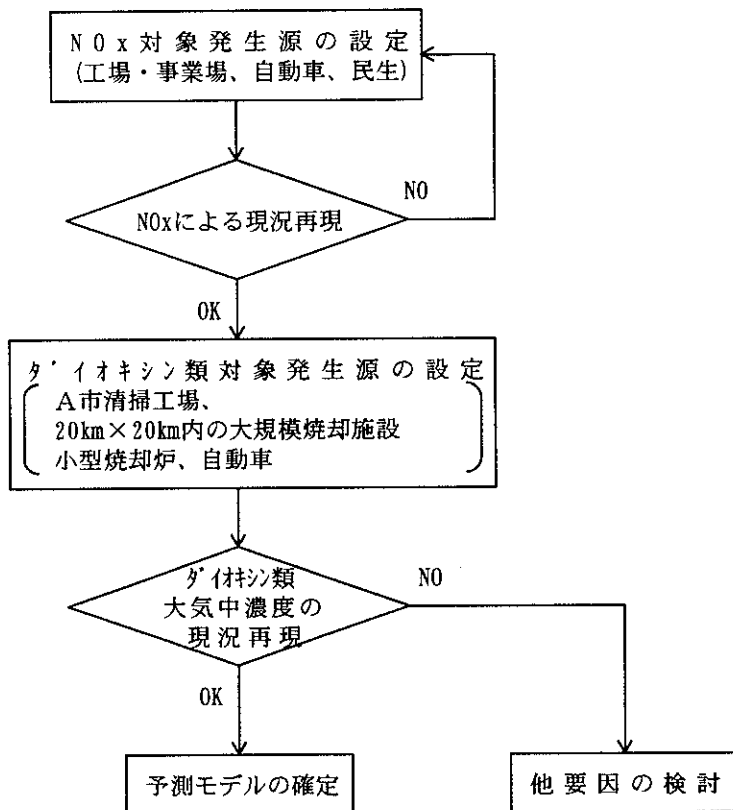 NOx対象発生源の設定
(工場・事業場、自動車、民生)
NO
NOxによる現況再現
OK
ダイオキシン類対象発生源の設定
A市清掃工場、
20km×20km内の大規模焼却施設
小型焼却炉、自動車
ダイオキシン類
大気中濃度の
現況再現
NO
OK
予測モデルの確定
他要因の検討